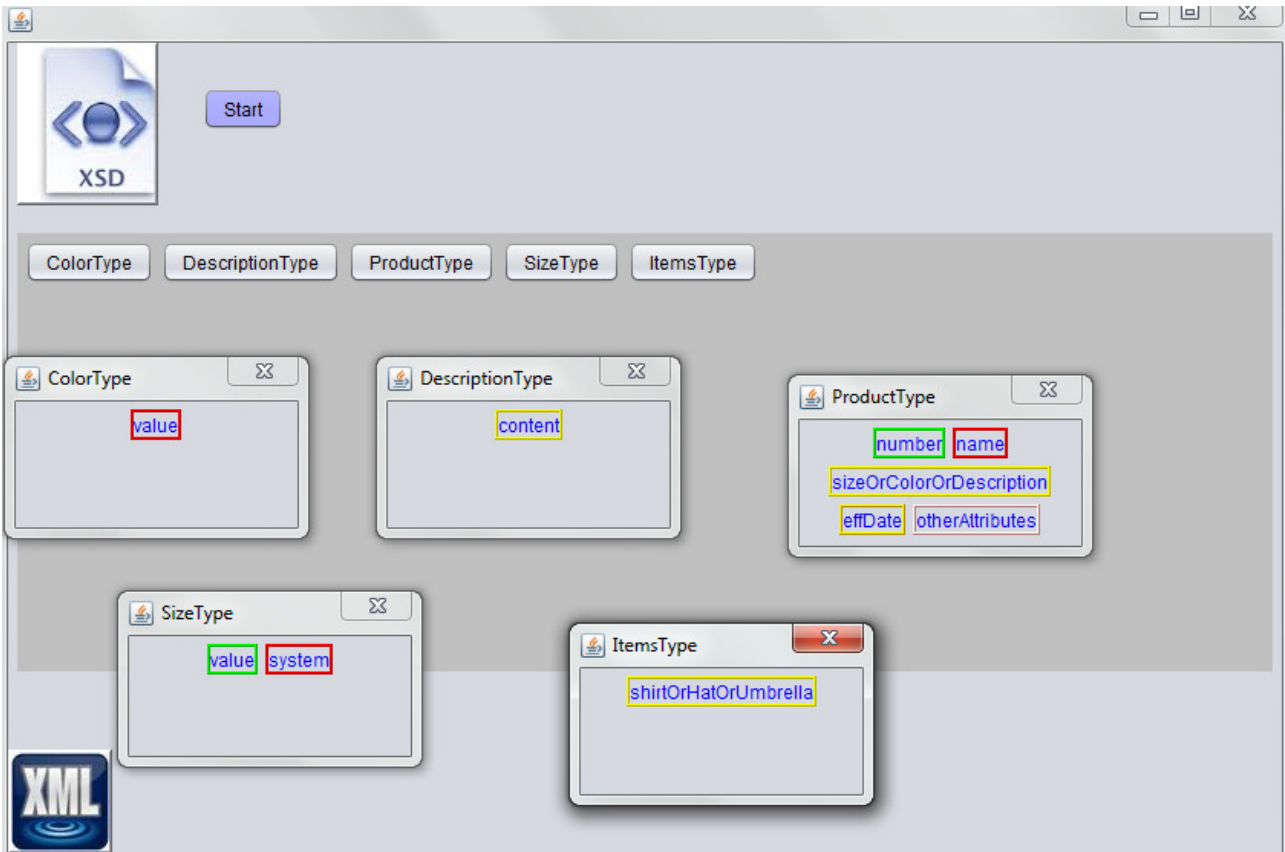 XSD
Start
ColorType DescriptionType ProductType SizeType ItemsType
ColorType
value
DescriptionType
content
ProductType
number name
sizeOrColorOrDescription
effDate otherAttributes
SizeType
value system
ItemsType
shirtOrHatOrUmbrella
XML